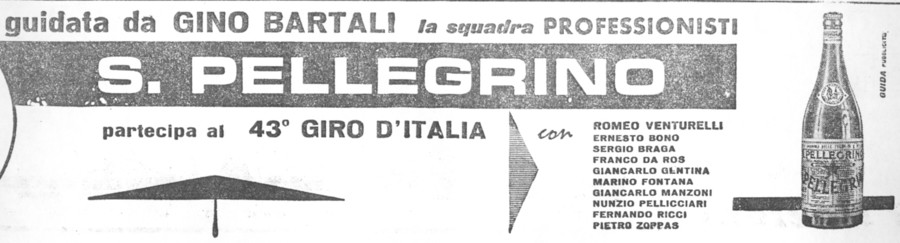 guidata da GINO BARTALI la squadra PROFESSIONISTI
S. PELLEGRINO
partecipa al 43° GIRO D'ITALIA
con
ROMEO VENTURELLI
ERNESTO BONO
SERGIO BRAGA
FRANCO DA ROS
GIANCARLO GENTINA
MARINO FONTANA
GIANCARLO MANZONI
NUNZIO PELLICCIARI
FERNANDO RICCI
PIETRO ZOPPAS
S.PELLEGRINO
PELLEGRINO
GUIDA PUBBLICITÀ